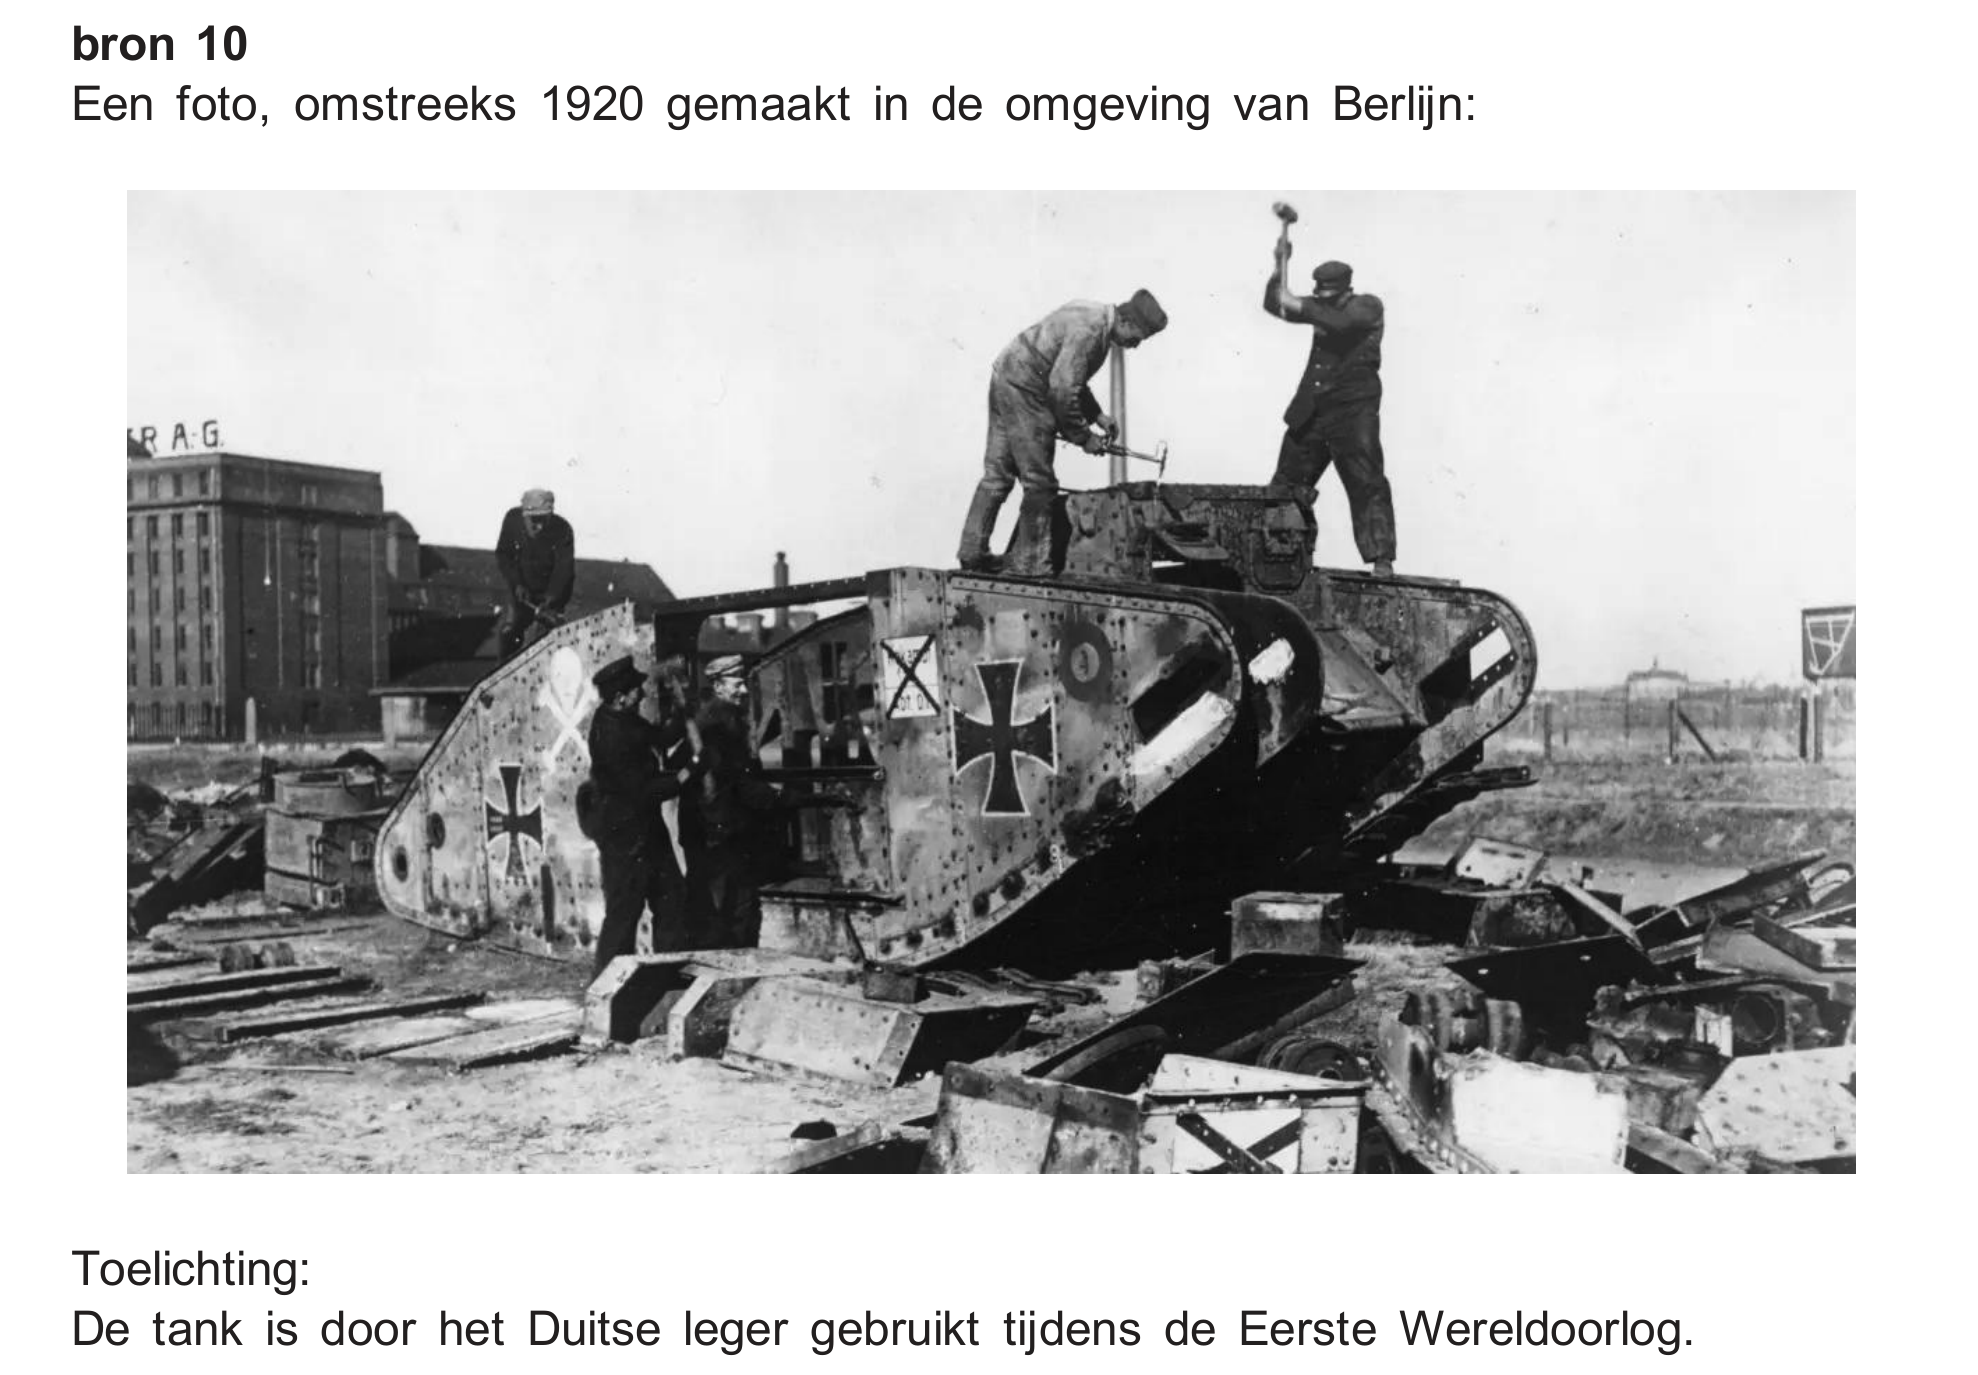 bron 10
Een foto, omstreeks 1920 gemaakt in de omgeving van Berlijn:
R A.-G.
Toelichting:
De tank is door het Duitse leger gebruikt tijdens de Eerste Wereldoorlog.